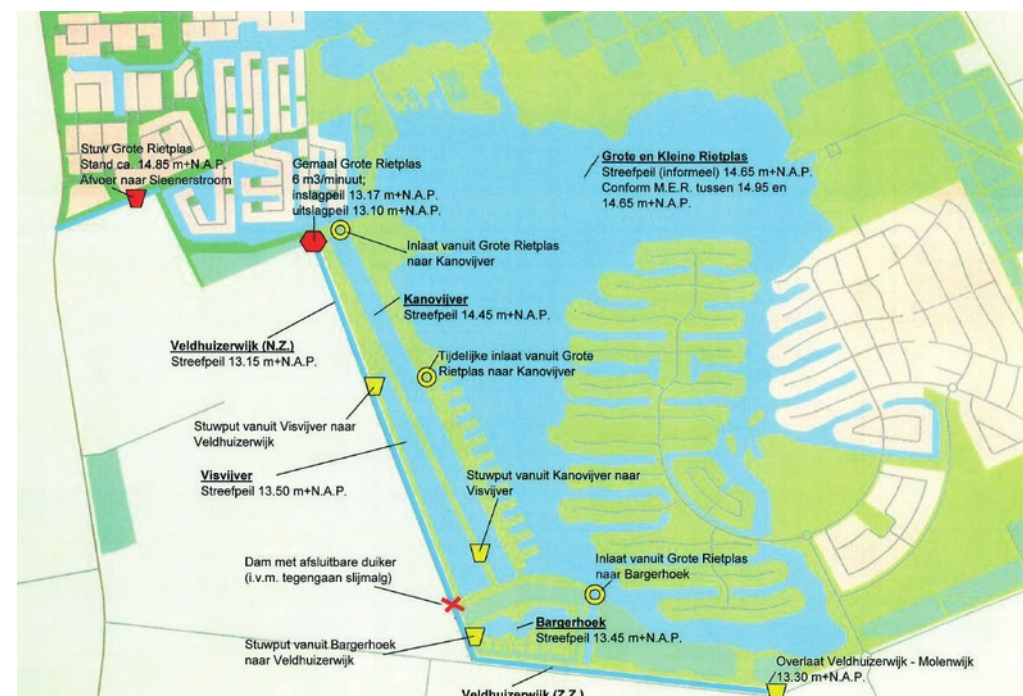 Stuw Grote Rietplas
Stand ca. 14.85 m+N.A.P.
Afvoer naar Sleenerstroom
Gemaal Grote Rietplas
6 m3/minuut;
inslagpeil 13.17 m+N.A.P.
uitslagpeil 13.10 m+N.A.P.
Grote en Kleine Rietplas
Streefpeil (informeel) 14.65 m+N.A.P.
Conform M.E.R. tussen 14.95 en
14.65 m+N.A.P.
Inlaat vanuit Grote Rietplas
naar Kanovijver
Kanovijver
Streefpeil 14.45 m+N.A.P.
Veldhuizerwijk (N.Z.)
Streefpeil 13.15 m+N.A.P.
Tijdelijke inlaat vanuit Grote
Rietplas naar Kanovijver
Stuwput vanuit Visvijver naar
Veldhuizerwijk
Visvijver
Streefpeil 13.50 m+N.A.P.
Stuwput vanuit Kanovijver naar
Visvijver
Dam met afsluitbare duiker
(i.v.m. tegengaan slijmalg)
Inlaat vanuit Grote Rietplas
naar Bargerhoek
Bargerhoek
Streefpeil 13.45 m+N.A.P.
Stuwput vanuit Bargerhoek
naar Veldhuizerwijk
Overlaat Veldhuizerwijk - Molenwijk
13.30 m+N.A.P.
Veldhuizerwijk (Z.Z.)